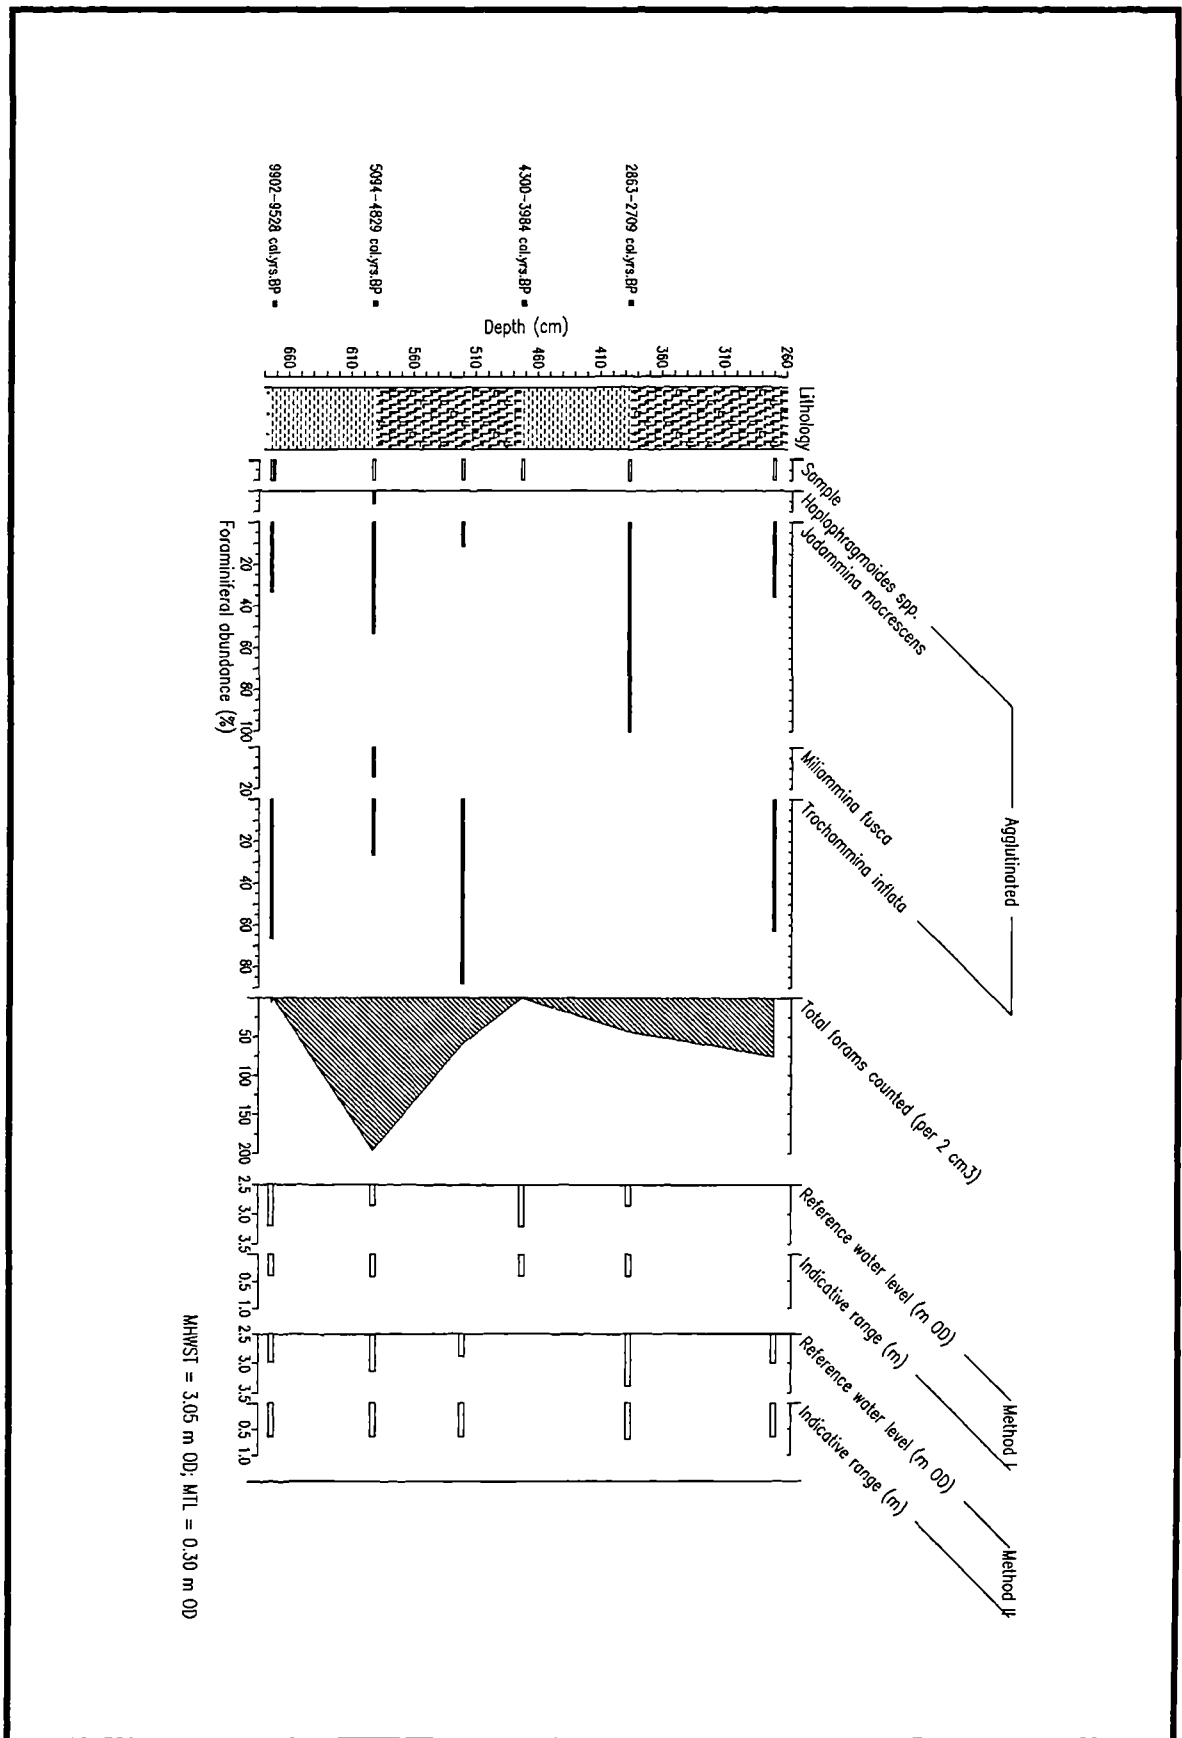 Agglutinated
Method I
Method II
Lithology
Sample
Haplophragmoides spp.
Jadammina macrescens
Miliammina fusca
Trochammina inflata
Total forams counted (per 2 cm3)
Reference water level (m OD)
Indicative range (m)
Reference water level (m OD)
Indicative range (m)
Depth (cm)
260
310
360
410
460
510
560
610
660
2863-2709 cal.yrs.BP
4300-3984 cal.yrs.BP
5094-4829 cal.yrs.BP
9902-9528 cal.yrs.BP
20 40 60 80 100
20
20 40 60 80
50 100 150 200
2.5 3.0 3.5
0.5 1.0
2.5 3.0 3.5
0.5 1.0
Foraminiferal abundance (%)
MHWST = 3.05 m OD; MTL = 0.30 m OD